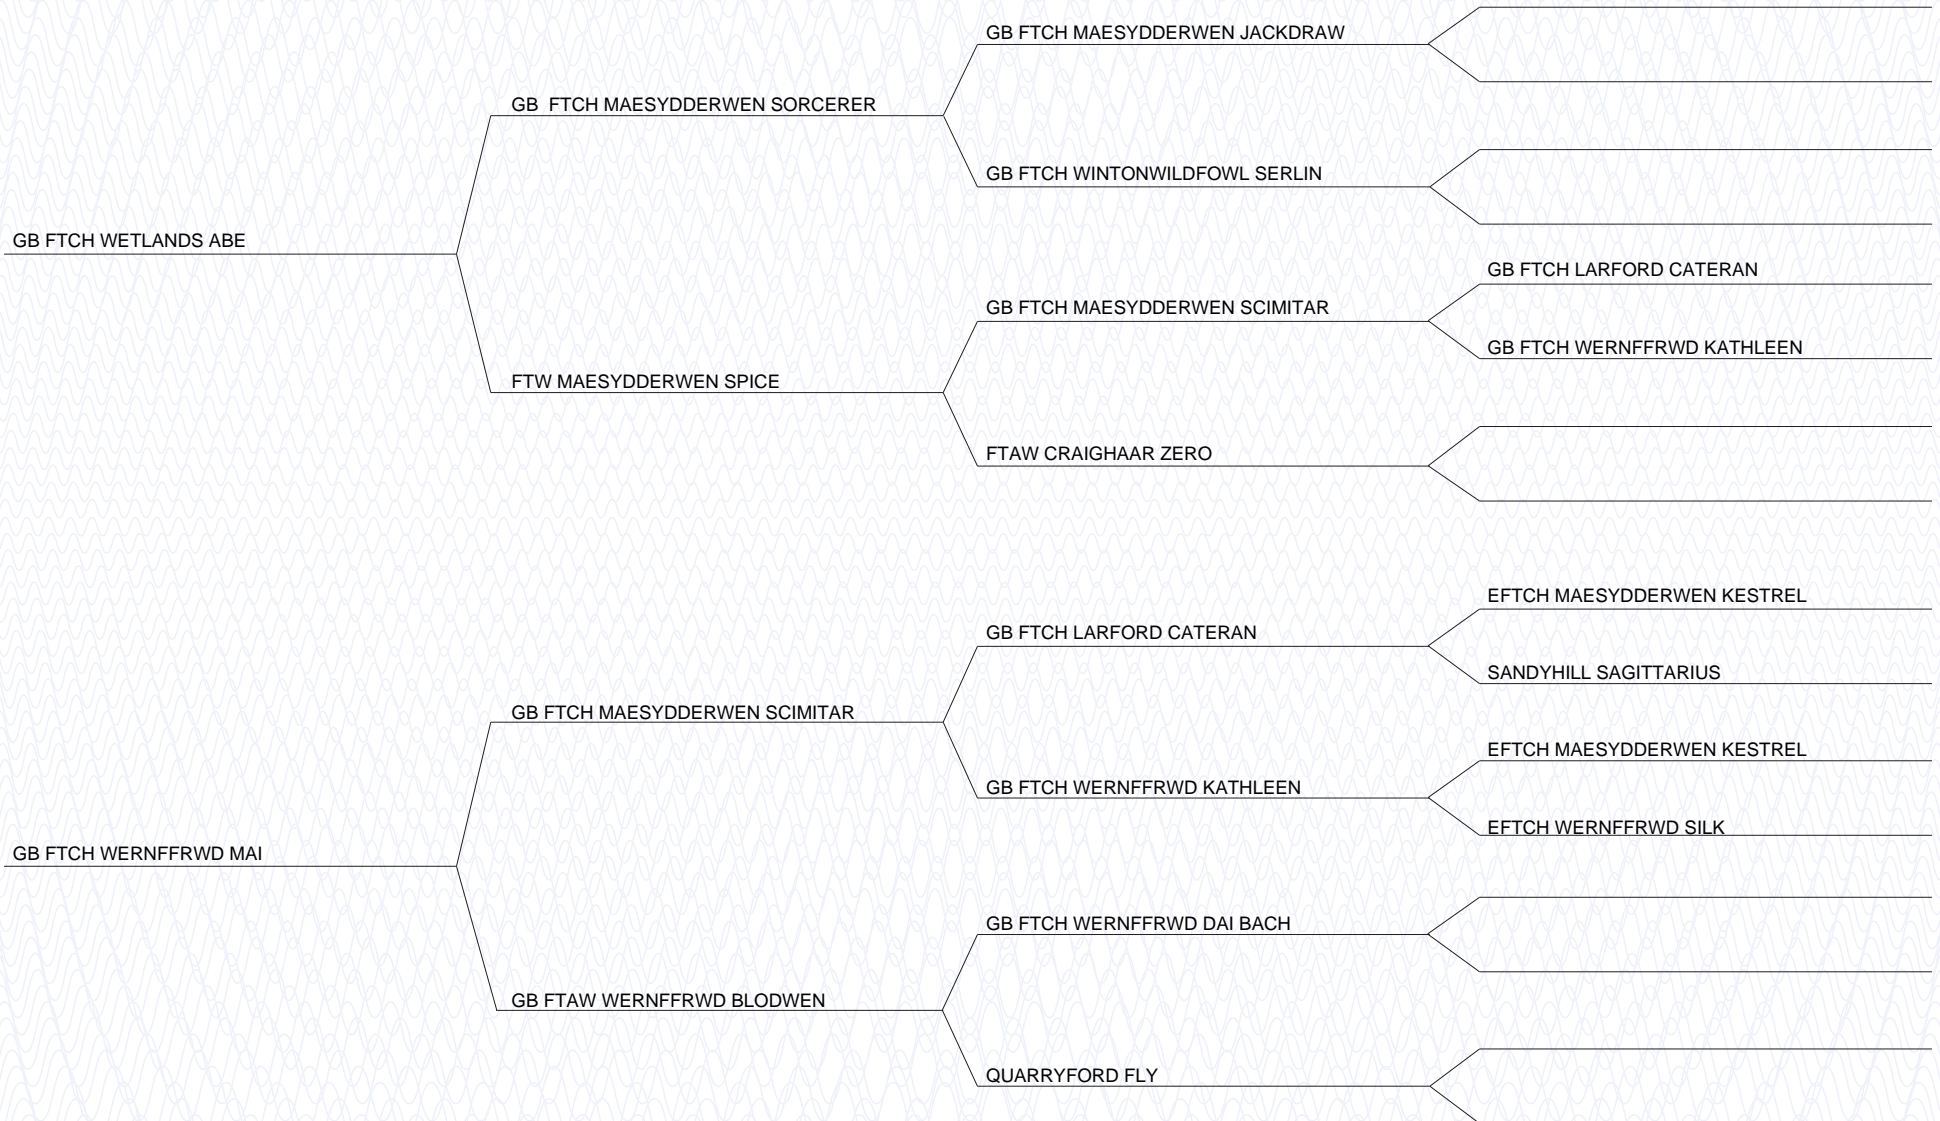 GB FTCH MAESYDDERWEN JACKDRAW
GB  FTCH MAESYDDERWEN SORCERER
GB FTCH WINTONWILDFOWL SERLIN
GB FTCH WETLANDS ABE
GB FTCH LARFORD CATERAN
GB FTCH MAESYDDERWEN SCIMITAR
GB FTCH WERNFFRWD KATHLEEN
FTW MAESYDDERWEN SPICE
FTAW CRAIGHAAR ZERO
EFTCH MAESYDDERWEN KESTREL
GB FTCH LARFORD CATERAN
SANDYHILL SAGITTARIUS
GB FTCH MAESYDDERWEN SCIMITAR
EFTCH MAESYDDERWEN KESTREL
GB FTCH WERNFFRWD KATHLEEN
EFTCH WERNFFRWD SILK
GB FTCH WERNFFRWD MAI
GB FTCH WERNFFRWD DAI BACH
GB FTAW WERNFFRWD BLODWEN
QUARRYFORD FLY